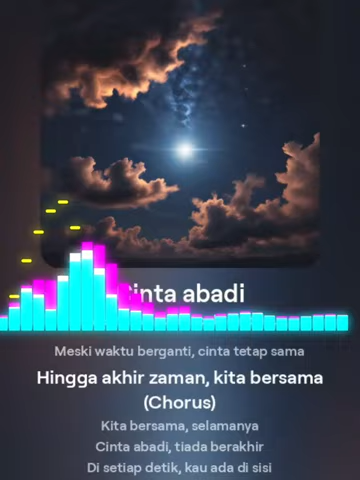 Cinta abadi
Meski waktu berganti, cinta tetap sama
Hingga akhir zaman, kita bersama
(Chorus)
Kita bersama, selamanya
Cinta abadi, tiada berakhir
Di setiap detik, kau ada di sisi